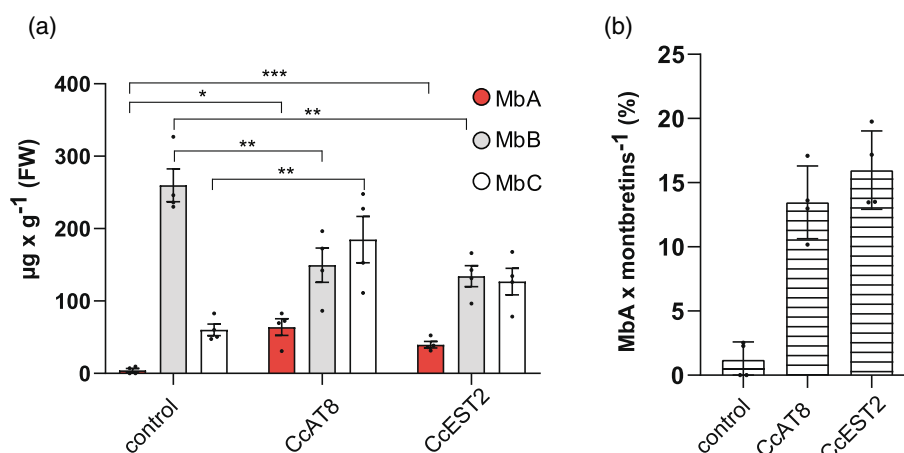 (a)
µg x g-1 (FW)
400
300
200
100
0
***
*
**
**
**
MbA
MbB
MbC
control
CcAT8
CcEST2
(b)
MbA x montbretins-1 (%)
25
20
15
10
5
0
control
CcAT8
CcEST2